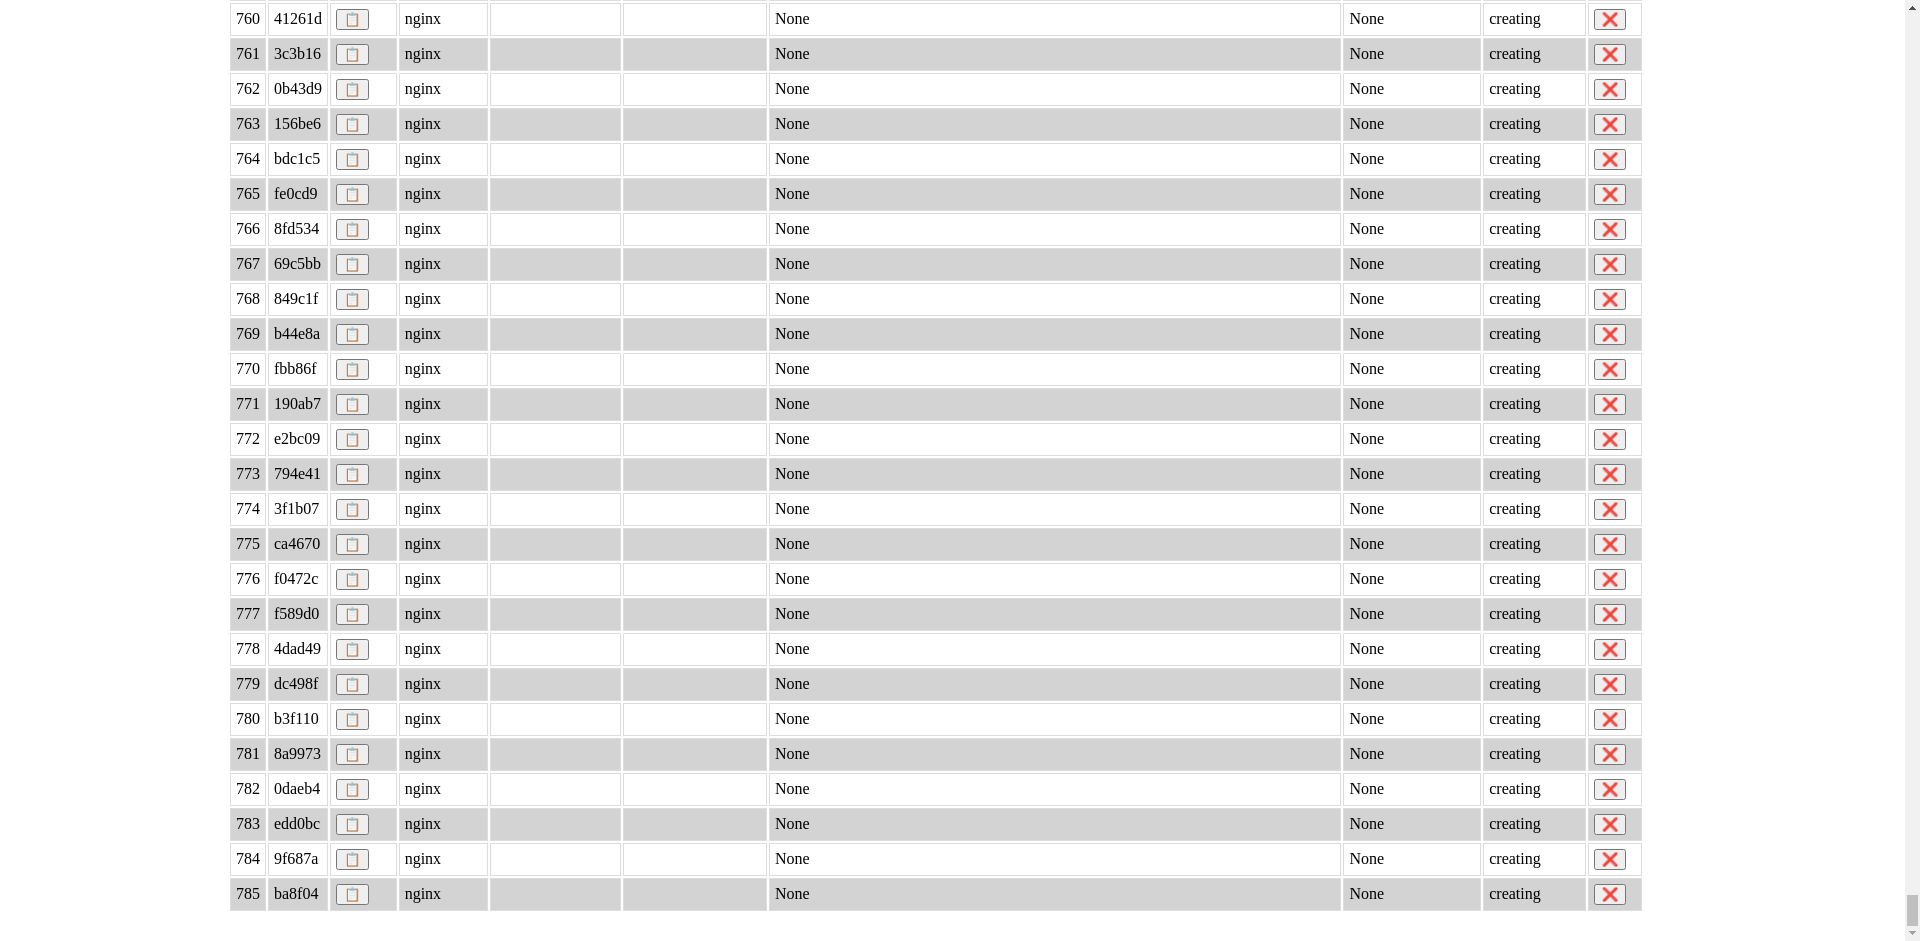 760 41261d nginx None None creating
761 3c3b16 nginx None None creating
762 0b43d9 nginx None None creating
763 156be6 nginx None None creating
764 bdc1c5 nginx None None creating
765 fe0cd9 nginx None None creating
766 8fd534 nginx None None creating
767 69c5bb nginx None None creating
768 849c1f nginx None None creating
769 b44e8a nginx None None creating
770 fbb86f nginx None None creating
771 190ab7 nginx None None creating
772 e2bc09 nginx None None creating
773 794e41 nginx None None creating
774 3f1b07 nginx None None creating
775 ca4670 nginx None None creating
776 f0472c nginx None None creating
777 f589d0 nginx None None creating
778 4dad49 nginx None None creating
779 dc498f nginx None None creating
780 b3f110 nginx None None creating
781 8a9973 nginx None None creating
782 0daeb4 nginx None None creating
783 edd0bc nginx None None creating
784 9f687a nginx None None creating
785 ba8f04 nginx None None creating